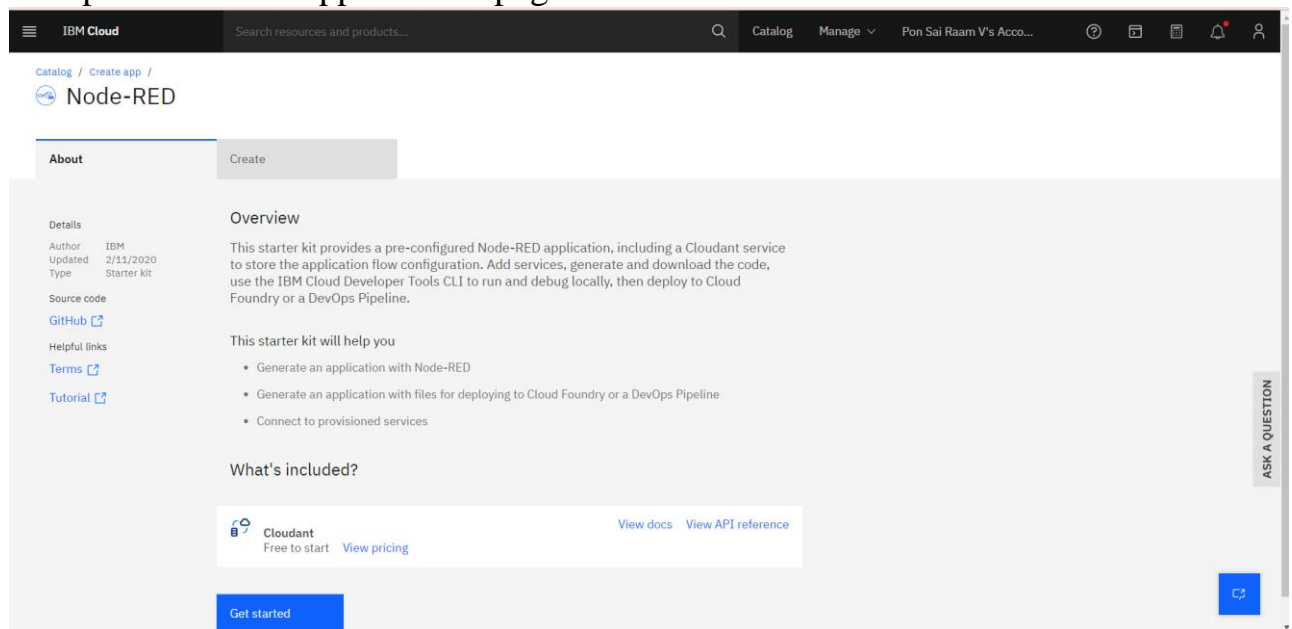 IBM Cloud
Search resources and products...
Catalog
Manage
Pon Sai Raam V's Acco...
Catalog / Create app /
Node-RED
About
Create
Details
Author IBM
Updated 2/11/2020
Type Starter kit
Source code
GitHub
Helpful links
Terms
Tutorial
Overview
This starter kit provides a pre-configured Node-RED application, including a Cloudant service
to store the application flow configuration. Add services, generate and download the code,
use the IBM Cloud Developer Tools CLI to run and debug locally, then deploy to Cloud
Foundry or a DevOps Pipeline.
This starter kit will help you
• Generate an application with Node-RED
• Generate an application with files for deploying to Cloud Foundry or a DevOps Pipeline
• Connect to provisioned services
What's included?
Cloudant
Free to start View pricing
View docs View API reference
Get started
ASK A QUESTION